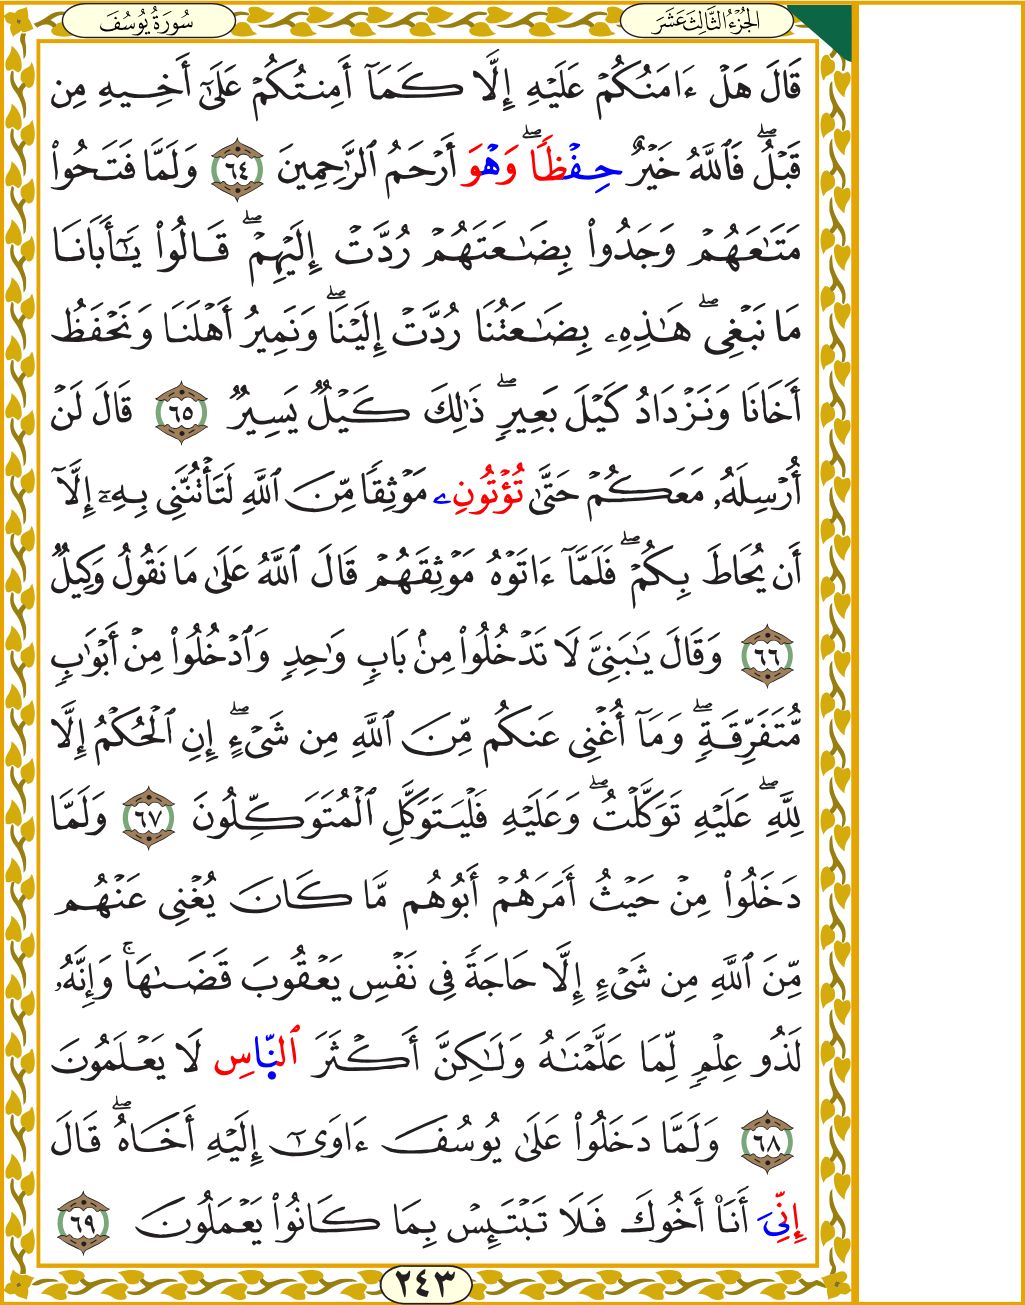 سُورَةُ يُوسُفَ
الجُزْءُ الثَّالِثَ عَشَرَ
قَالَ هَلْ ءَامَنُكُمْ عَلَيْهِ إِلَّا كَمَآ أَمِنتُكُمْ عَلَىٰٓ أَخِيهِ مِن
قَبْلُۖ فَٱللَّهُ خَيْرٌ حِفْظًاۖ وَهْوَ أَرْحَمُ ٱلرَّٰحِمِينَ ٦٤ وَلَمَّا فَتَحُوا۟
مَتَٰعَهُمْ وَجَدُوا۟ بِضَٰعَتَهُمْ رُدَّتْ إِلَيْهِمْۖ قَالُوا۟ يَٰٓأَبَانَا
مَا نَبْغِىۖ هَٰذِهِۦ بِضَٰعَتُنَا رُدَّتْ إِلَيْنَاۖ وَنَمِيرُ أَهْلَنَا وَنَحْفَظُ
أَخَانَا وَنَزْدَادُ كَيْلَ بَعِيرٍۖ ذَٰلِكَ كَيْلٌ يَسِيرٌ ٦٥ قَالَ لَنْ
أُرْسِلَهُۥ مَعَكُمْ حَتَّىٰ تُؤْتُونِۦ مَوْثِقًا مِّنَ ٱللَّهِ لَتَأْتُنَّنِى بِهِۦٓ إِلَّآ
أَن يُحَاطَ بِكُمْۖ فَلَمَّآ ءَاتَوْهُ مَوْثِقَهُمْ قَالَ ٱللَّهُ عَلَىٰ مَا نَقُولُ وَكِيلٌ
٦٦ وَقَالَ يَٰبَنِىَّ لَا تَدْخُلُوا۟ مِنۢ بَابٍ وَٰحِدٍ وَٱدْخُلُوا۟ مِنْ أَبْوَٰبٍ
مُّتَفَرِّقَةٍۖ وَمَآ أُغْنِى عَنكُم مِّنَ ٱللَّهِ مِن شَىْءٍۖ إِنِ ٱلْحُكْمُ إِلَّا
لِلَّهِۖ عَلَيْهِ تَوَكَّلْتُۖ وَعَلَيْهِ فَلْيَتَوَكَّلِ ٱلْمُتَوَكِّلُونَ ٦٧ وَلَمَّا
دَخَلُوا۟ مِنْ حَيْثُ أَمَرَهُمْ أَبُوهُم مَّا كَانَ يُغْنِى عَنْهُم
مِّنَ ٱللَّهِ مِن شَىْءٍ إِلَّا حَاجَةً فِى نَفْسِ يَعْقُوبَ قَضَىٰهَاۚ وَإِنَّهُۥ
لَذُو عِلْمٍ لِّمَا عَلَّمْنَٰهُ وَلَٰكِنَّ أَكْثَرَ ٱلنَّاسِ لَا يَعْلَمُونَ
٦٨ وَلَمَّا دَخَلُوا۟ عَلَىٰ يُوسُفَ ءَاوَىٰٓ إِلَيْهِ أَخَاهُۖ قَالَ
إِنِّىَ أَنَا۠ أَخُوكَ فَلَا تَبْتَئِسْ بِمَا كَانُوا۟ يَعْمَلُونَ ٦٩
٢٤٣